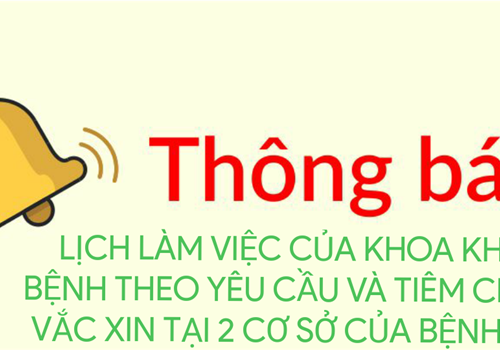 Thông bá
LỊCH LÀM VIỆC CỦA KHOA KH
BỆNH THEO YÊU CẦU VÀ TIÊM C
VẮC XIN TẠI 2 CƠ SỞ CỦA BỆNH